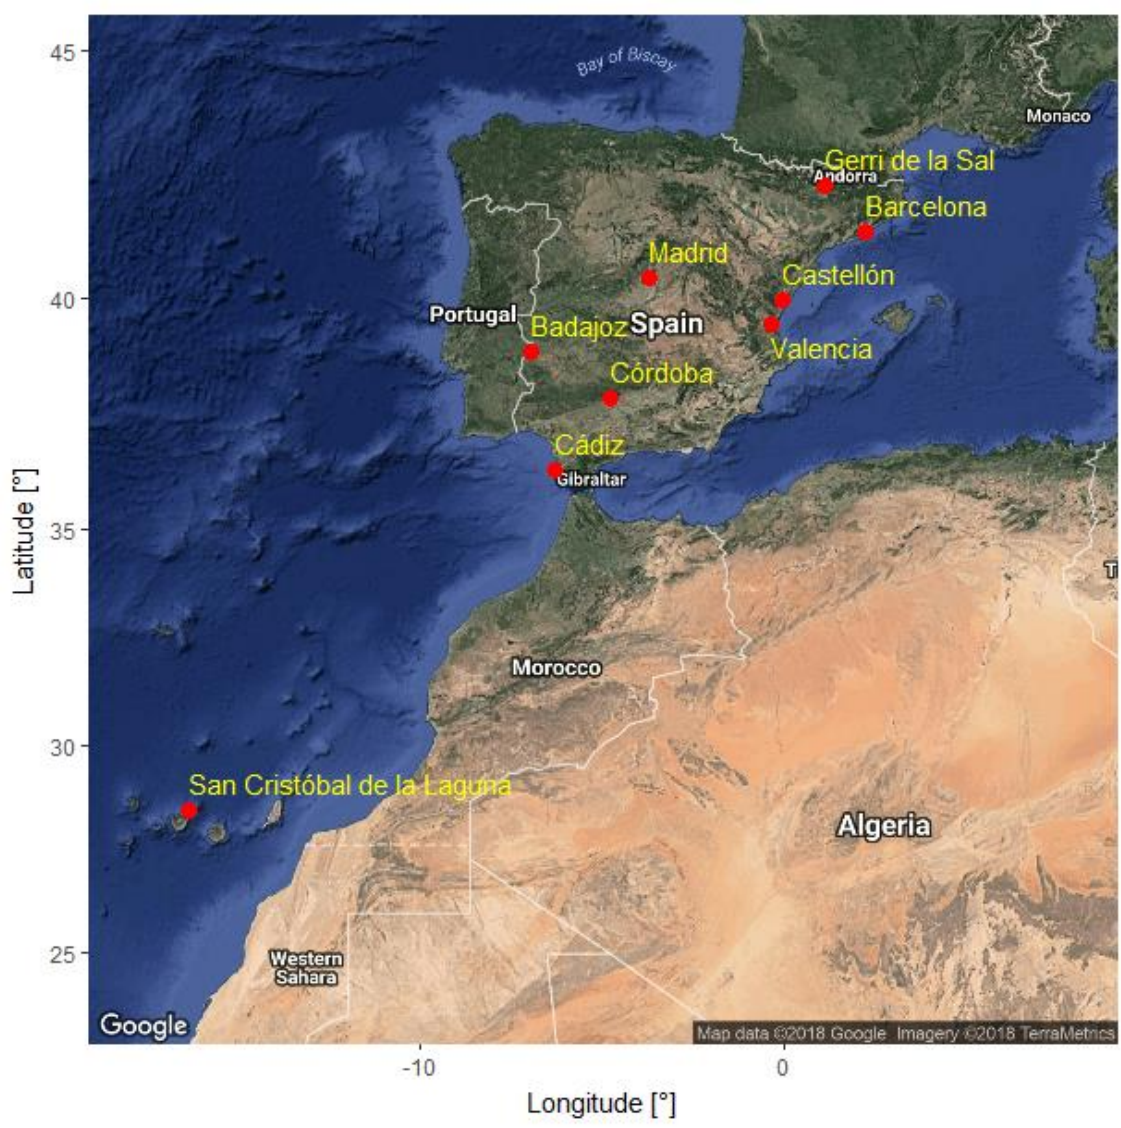 45
Bay of Biscay
Monaco
Gerri de la Sal
Andorra
Barcelona
Madrid
Castellón
40
Portugal
Badajoz
Spain
Valencia
Córdoba
Cádiz
Gibraltar
Latitude [°]
35
T
Morocco
30
San Cristóbal de la Laguna
Algeria
25
Western
Sahara
Google
Map data ©2018 Google Imagery ©2018 TerraMetrics
-10
0
Longitude [°]